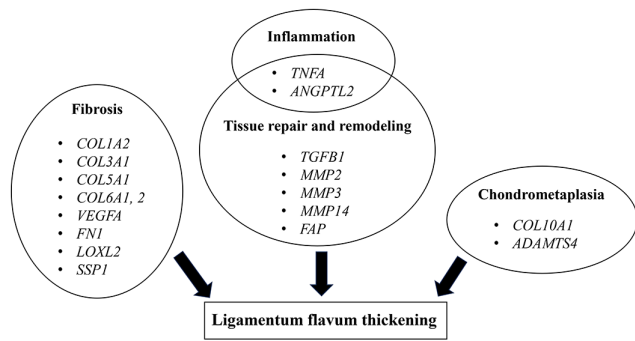 Inflammation
• TNFA
• ANGPTL2
Fibrosis
• COL1A2
• COL3A1
• COL5A1
• COL6A1, 2
• VEGFA
• FN1
• LOXL2
• SSP1
Tissue repair and remodeling
• TGFB1
• MMP2
• MMP3
• MMP14
• FAP
Chondrometaplasia
• COL10A1
• ADAMTS4
Ligamentum flavum thickening